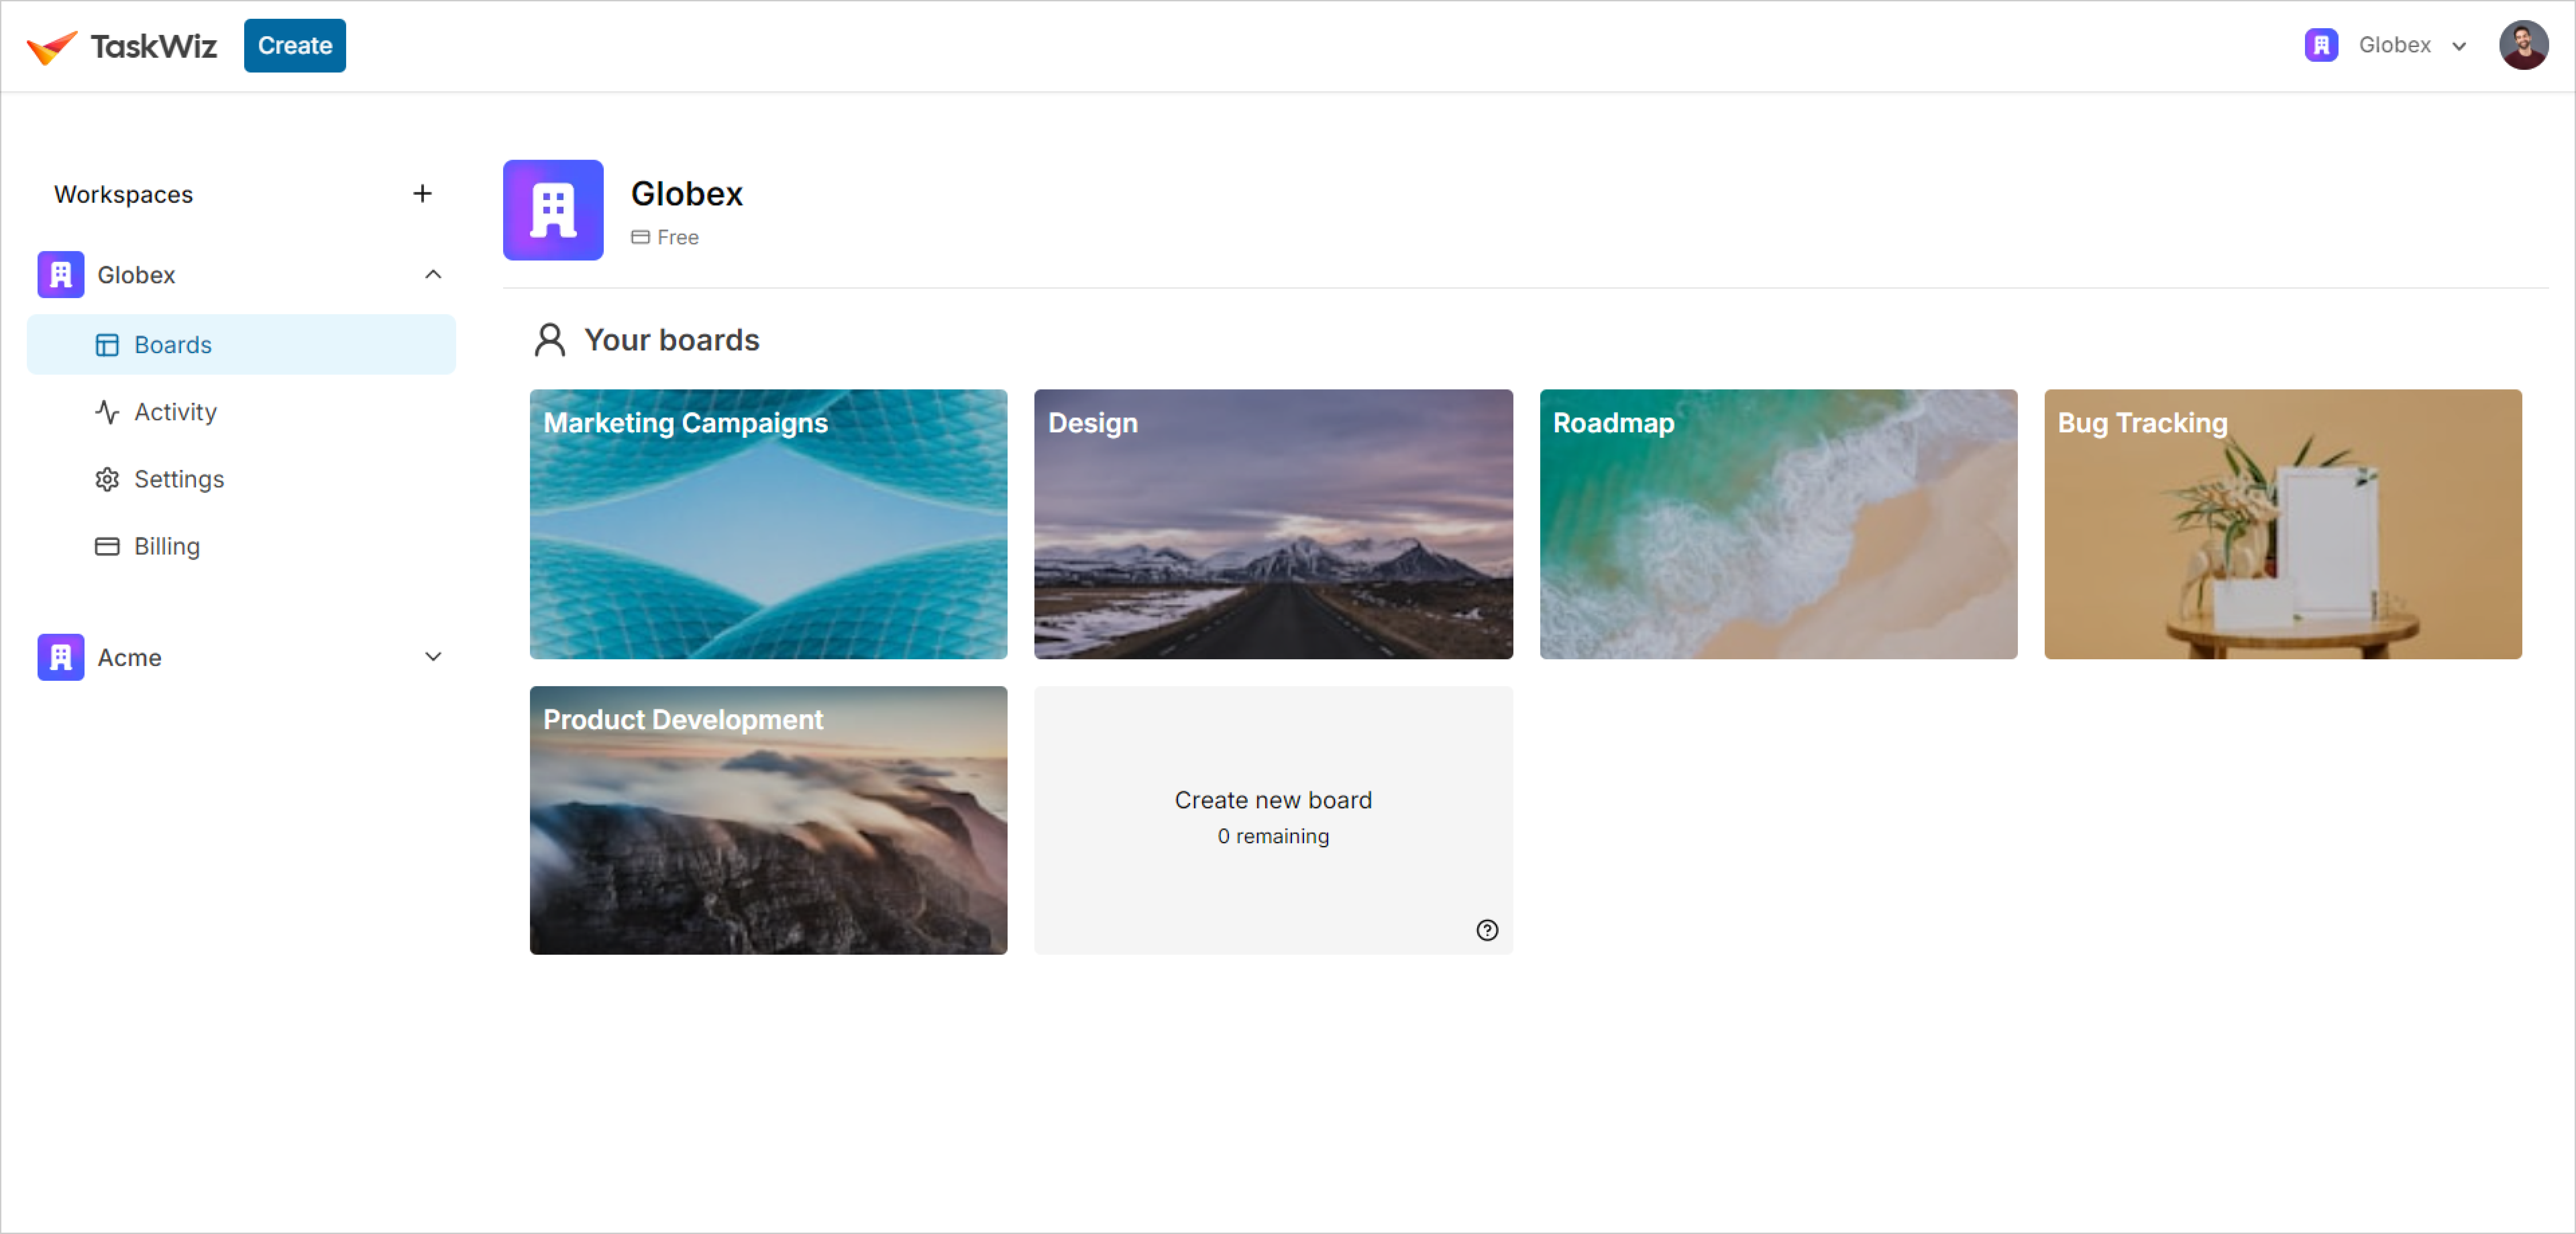 TaskWiz
Create
Globex
Workspaces
Globex
Boards
Activity
Settings
Billing
Acme
Globex
Free
Your boards
Marketing Campaigns
Design
Roadmap
Bug Tracking
Product Development
Create new board
0 remaining